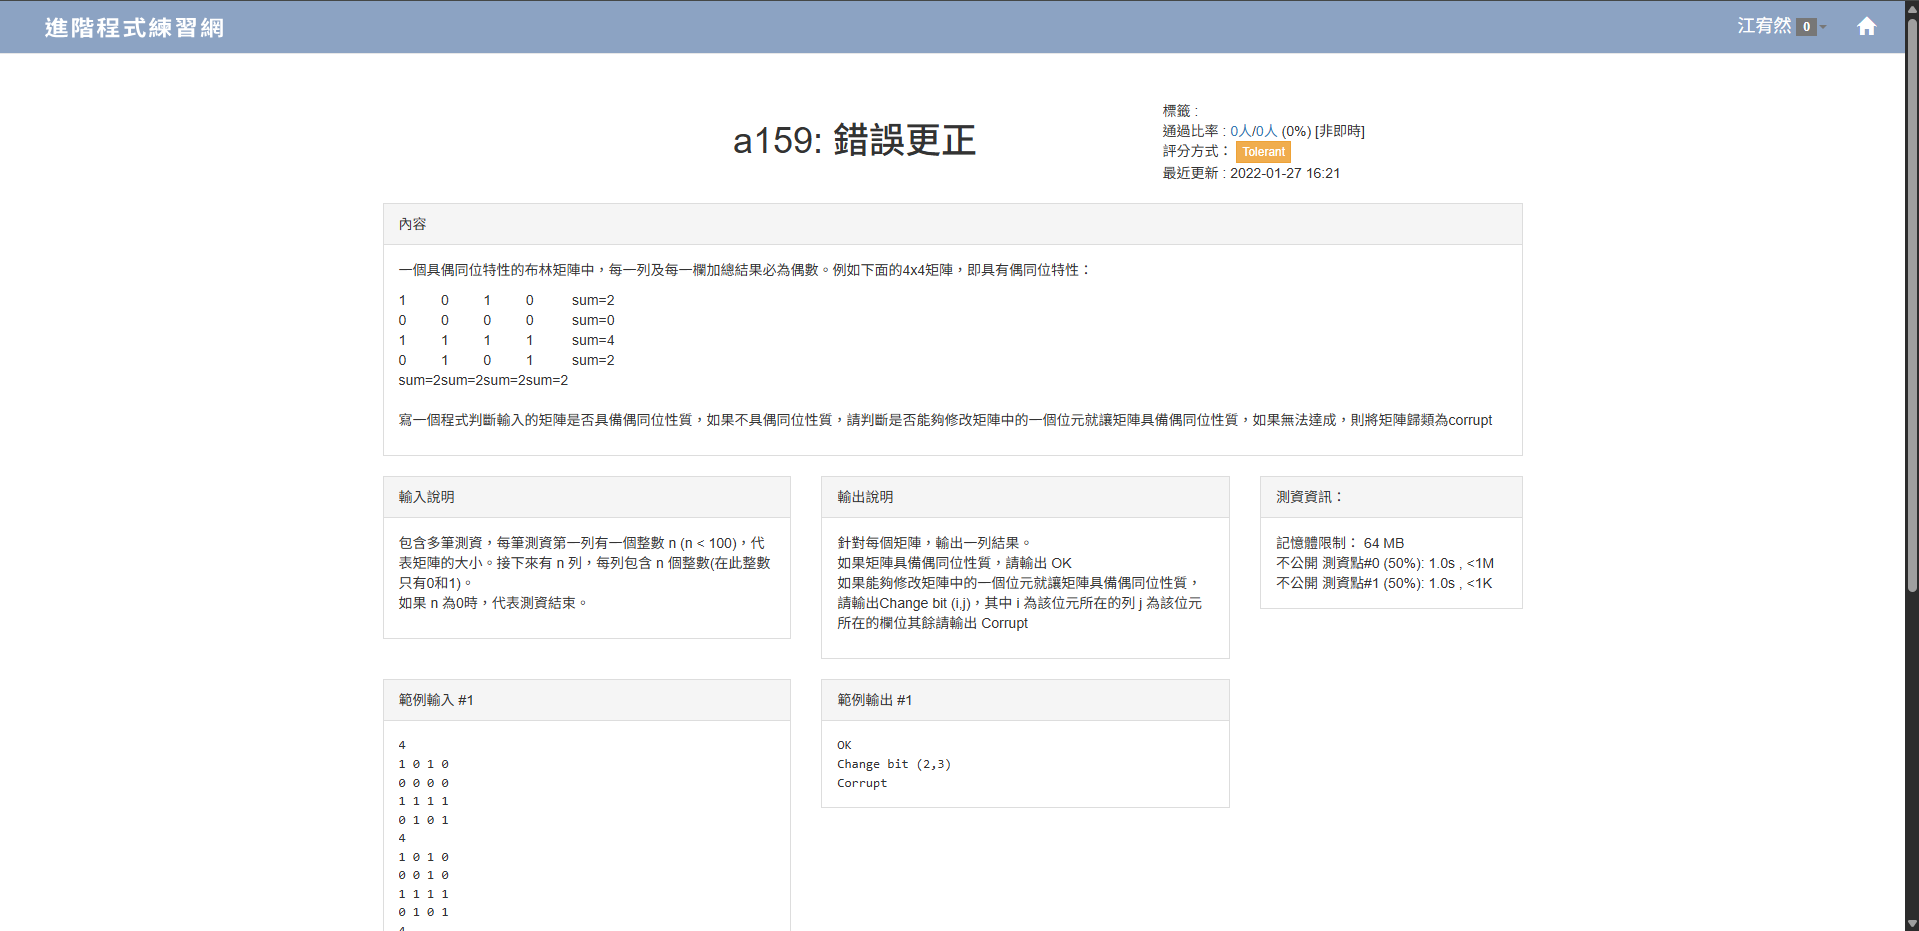 進階程式練習網
江宥然 0
a159: 錯誤更正
標籤 :
通過比率 : 0人/0人 (0%) [非即時]
評分方式： Tolerant
最近更新 : 2022-01-27 16:21
內容
一個具偶同位特性的布林矩陣中，每一列及每一欄加總結果必為偶數。例如下面的4x4矩陣，即具有偶同位特性：
1 0 1 0 sum=2
0 0 0 0 sum=0
1 1 1 1 sum=4
0 1 0 1 sum=2
sum=2sum=2sum=2sum=2
寫一個程式判斷輸入的矩陣是否具備偶同位性質，如果不具偶同位性質，請判斷是否能夠修改矩陣中的一個位元就讓矩陣具備偶同位性質，如果無法達成，則將矩陣歸類為corrupt
輸入說明
包含多筆測資，每筆測資第一列有一個整數 n (n < 100)，代
表矩陣的大小。接下來有 n 列，每列包含 n 個整數(在此整數
只有0和1)。
如果 n 為0時，代表測資結束。
輸出說明
針對每個矩陣，輸出一列結果。
如果矩陣具備偶同位性質，請輸出 OK
如果能夠修改矩陣中的一個位元就讓矩陣具備偶同位性質，
請輸出Change bit (i,j)，其中 i 為該位元所在的列 j 為該位元
所在的欄位其餘請輸出 Corrupt
測資資訊：
記憶體限制： 64 MB
不公開 測資點#0 (50%): 1.0s , <1M
不公開 測資點#1 (50%): 1.0s , <1K
範例輸入 #1
4
1 0 1 0
0 0 0 0
1 1 1 1
0 1 0 1
4
1 0 1 0
0 0 1 0
1 1 1 1
0 1 0 1
4
範例輸出 #1
OK
Change bit (2,3)
Corrupt